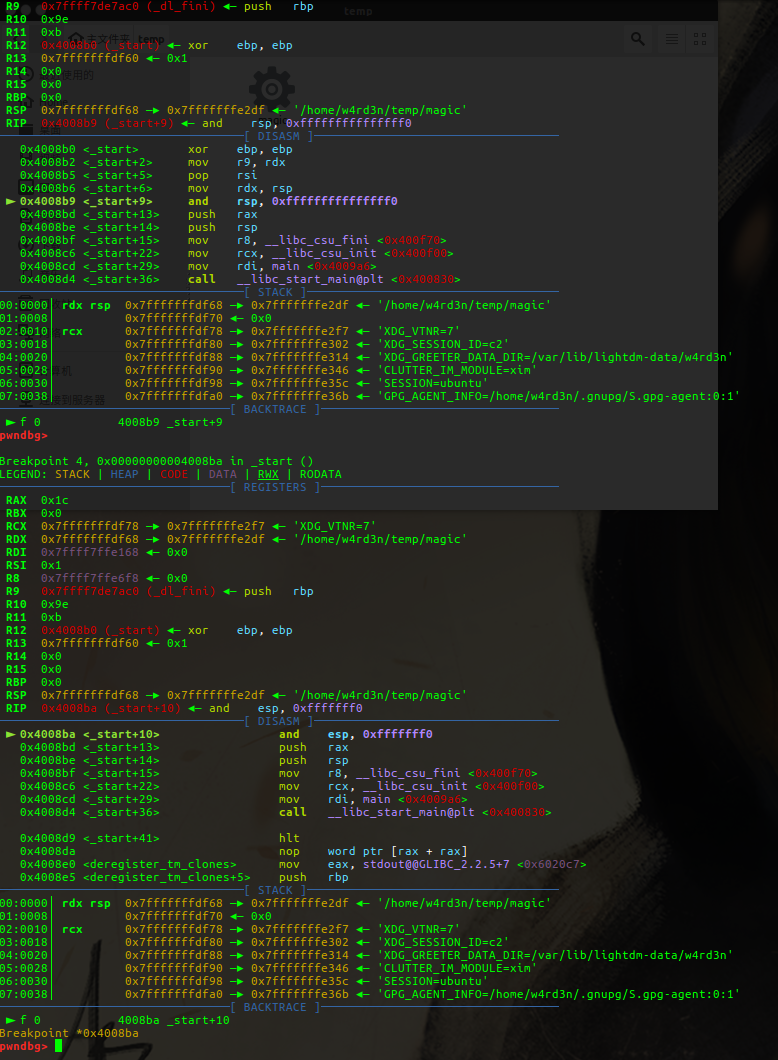 temp
主文件夹 temp
使用的
R9 0x7ffff7de7ac0 (_dl_fini) ◂— push rbp
R10 0x9e
R11 0xb
R12 0x4008b0 (_start) ◂— xor ebp, ebp
R13 0x7fffffffdf60 ◂— 0x1
R14 0x0
R15 0x0
RBP 0x0
RSP 0x7fffffffdf68 —▸ 0x7fffffffe2df ◂— '/home/w4rd3n/temp/magic'
RIP 0x4008b9 (_start+9) ◂— and rsp, 0xfffffffffffffff0
[ DISASM ]
0x4008b0 <_start> xor ebp, ebp
0x4008b2 <_start+2> mov r9, rdx
0x4008b5 <_start+5> pop rsi
0x4008b6 <_start+6> mov rdx, rsp
► 0x4008b9 <_start+9> and rsp, 0xfffffffffffffff0
0x4008bd <_start+13> push rax
0x4008be <_start+14> push rsp
0x4008bf <_start+15> mov r8, __libc_csu_fini <0x400f70>
0x4008c6 <_start+22> mov rcx, __libc_csu_init <0x400f00>
0x4008cd <_start+29> mov rdi, main <0x4009a6>
0x4008d4 <_start+36> call __libc_start_main@plt <0x400830>
[ STACK ]
00:0000│ rdx rsp 0x7fffffffdf68 —▸ 0x7fffffffe2df ◂— '/home/w4rd3n/temp/magic'
01:0008│ 0x7fffffffdf70 ◂— 0x0
02:0010│ rcx 0x7fffffffdf78 —▸ 0x7fffffffe2f7 ◂— 'XDG_VTNR=7'
03:0018│ 0x7fffffffdf80 —▸ 0x7fffffffe302 ◂— 'XDG_SESSION_ID=c2'
04:0020│ 0x7fffffffdf88 —▸ 0x7fffffffe314 ◂— 'XDG_GREETER_DATA_DIR=/var/lib/lightdm-data/w4rd3n'
05:0028│ 0x7fffffffdf90 —▸ 0x7fffffffe346 ◂— 'CLUTTER_IM_MODULE=xim'
06:0030│ 0x7fffffffdf98 —▸ 0x7fffffffe35c ◂— 'SESSION=ubuntu'
07:0038│ 0x7fffffffdfa0 —▸ 0x7fffffffe36b ◂— 'GPG_AGENT_INFO=/home/w4rd3n/.gnupg/S.gpg-agent:0:1'
[ BACKTRACE ]
► f 0 4008b9 _start+9
pwndbg>
Breakpoint 4, 0x00000000004008ba in _start ()
LEGEND: STACK | HEAP | CODE | DATA | RWX | RODATA
[ REGISTERS ]
RAX 0x1c
RBX 0x0
RCX 0x7fffffffdf78 —▸ 0x7fffffffe2f7 ◂— 'XDG_VTNR=7'
RDX 0x7fffffffdf68 —▸ 0x7fffffffe2df ◂— '/home/w4rd3n/temp/magic'
RDI 0x7ffff7ffe168 ◂— 0x0
RSI 0x1
R8 0x7ffff7ffe6f8 ◂— 0x0
R9 0x7ffff7de7ac0 (_dl_fini) ◂— push rbp
R10 0x9e
R11 0xb
R12 0x4008b0 (_start) ◂— xor ebp, ebp
R13 0x7fffffffdf60 ◂— 0x1
R14 0x0
R15 0x0
RBP 0x0
RSP 0x7fffffffdf68 —▸ 0x7fffffffe2df ◂— '/home/w4rd3n/temp/magic'
RIP 0x4008ba (_start+10) ◂— and esp, 0xfffffff0
[ DISASM ]
► 0x4008ba <_start+10> and esp, 0xfffffff0
0x4008bd <_start+13> push rax
0x4008be <_start+14> push rsp
0x4008bf <_start+15> mov r8, __libc_csu_fini <0x400f70>
0x4008c6 <_start+22> mov rcx, __libc_csu_init <0x400f00>
0x4008cd <_start+29> mov rdi, main <0x4009a6>
0x4008d4 <_start+36> call __libc_start_main@plt <0x400830>
0x4008d9 <_start+41> hlt
0x4008da nop word ptr [rax + rax]
0x4008e0 <deregister_tm_clones> mov eax, stdout@@GLIBC_2.2.5+7 <0x6020c7>
0x4008e5 <deregister_tm_clones+5> push rbp
[ STACK ]
00:0000│ rdx rsp 0x7fffffffdf68 —▸ 0x7fffffffe2df ◂— '/home/w4rd3n/temp/magic'
01:0008│ 0x7fffffffdf70 ◂— 0x0
02:0010│ rcx 0x7fffffffdf78 —▸ 0x7fffffffe2f7 ◂— 'XDG_VTNR=7'
03:0018│ 0x7fffffffdf80 —▸ 0x7fffffffe302 ◂— 'XDG_SESSION_ID=c2'
04:0020│ 0x7fffffffdf88 —▸ 0x7fffffffe314 ◂— 'XDG_GREETER_DATA_DIR=/var/lib/lightdm-data/w4rd3n'
05:0028│ 0x7fffffffdf90 —▸ 0x7fffffffe346 ◂— 'CLUTTER_IM_MODULE=xim'
06:0030│ 0x7fffffffdf98 —▸ 0x7fffffffe35c ◂— 'SESSION=ubuntu'
07:0038│ 0x7fffffffdfa0 —▸ 0x7fffffffe36b ◂— 'GPG_AGENT_INFO=/home/w4rd3n/.gnupg/S.gpg-agent:0:1'
[ BACKTRACE ]
► f 0 4008ba _start+10
Breakpoint *0x4008ba
pwndbg>